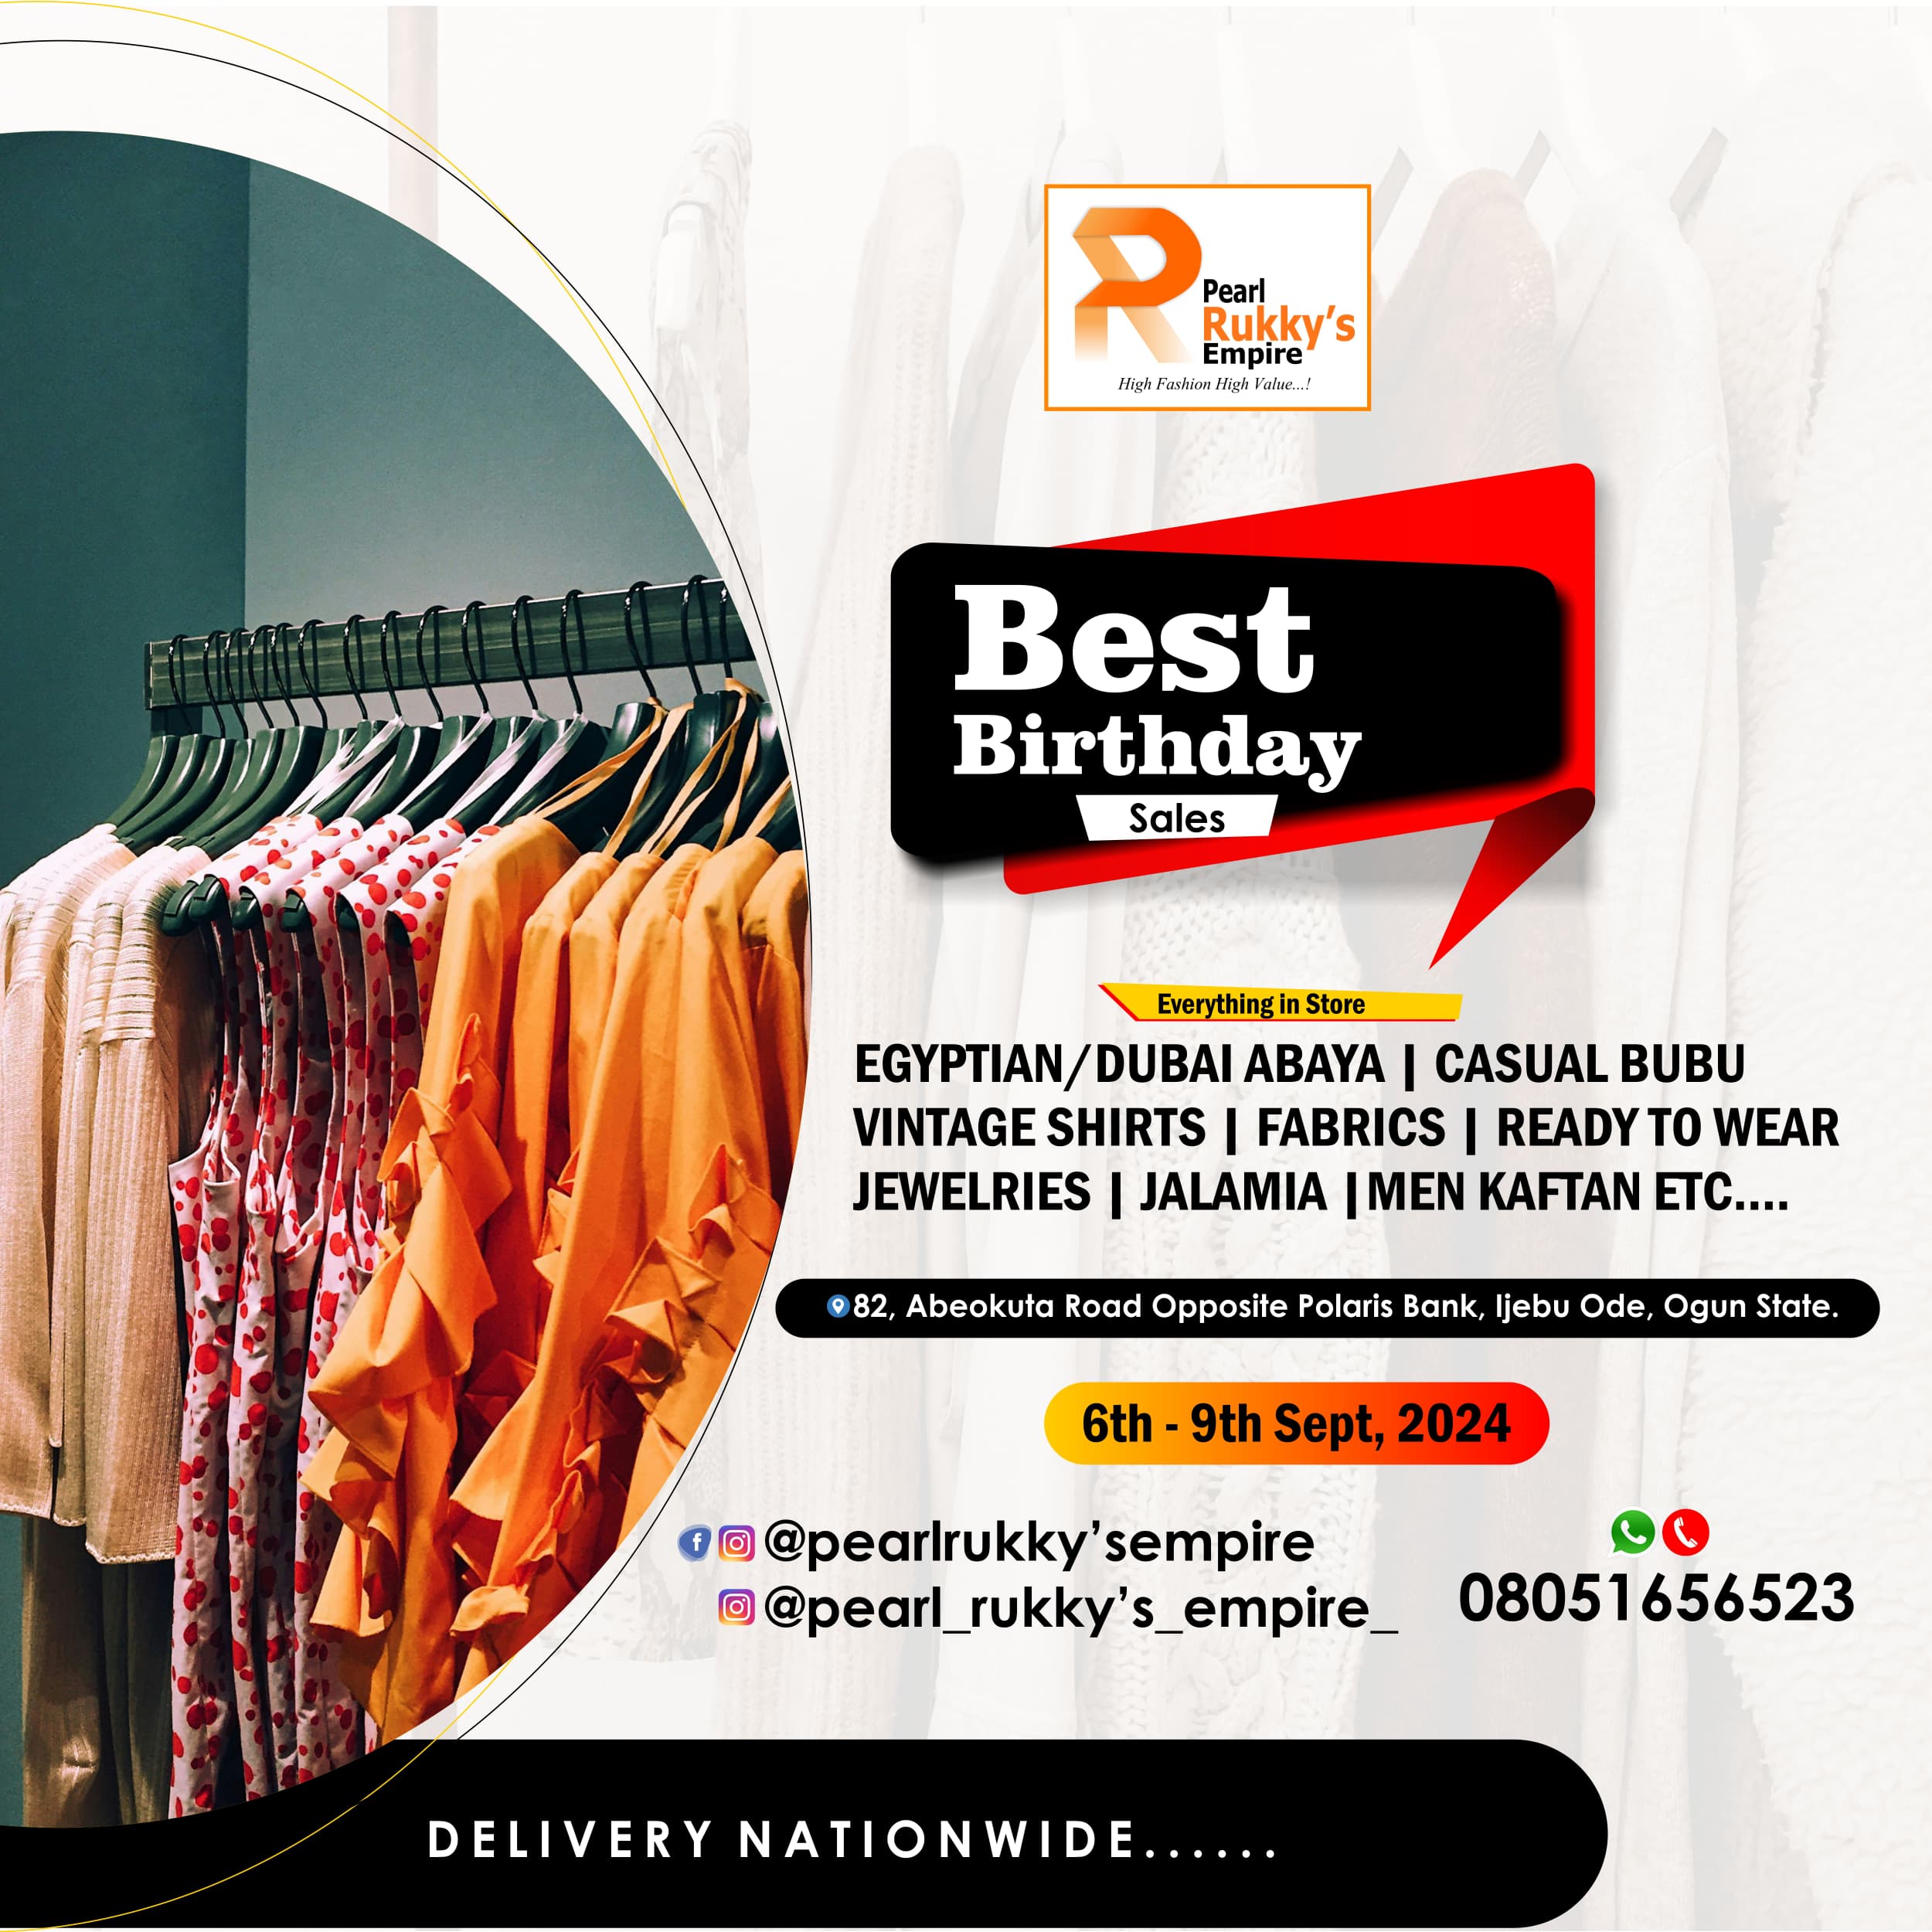 Pearl
Rukky's
Empire
High Fashion High Value...!
Best
Birthday
Sales
Everything in Store
EGYPTIAN/DUBAI ABAYA | CASUAL BUBU
VINTAGE SHIRTS | FABRICS | READY TO WEAR
JEWELRIES | JALAMIA |MEN KAFTAN ETC....
82, Abeokuta Road Opposite Polaris Bank, Ijebu Ode, Ogun State.
6th - 9th Sept, 2024
@pearlrukky’sempire
@pearl_rukky’s_empire_
08051656523
DELIVERY NATIONWIDE......